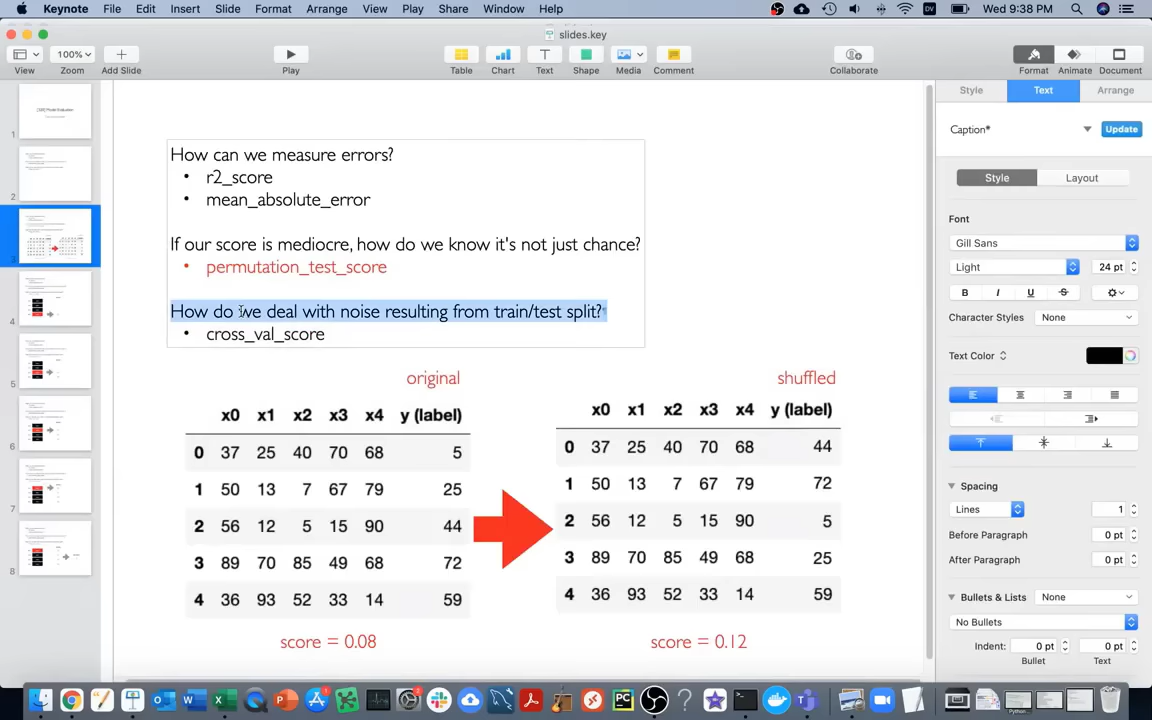 Keynote File Edit Insert Slide Format Arrange View Play Share Window Help
Wed 9:38 PM
slides.key
100%
View Zoom Add Slide Play Table Chart Text Shape Media Comment Collaborate Format Animate Document
1
2
3
4
5
6
7
8
How can we measure errors?
• r2_score
• mean_absolute_error
If our score is mediocre, how do we know it's not just chance?
• permutation_test_score
How do we deal with noise resulting from train/test split?
• cross_val_score
original
x0 x1 x2 x3 x4 y (label)
0 37 25 40 70 68 5
1 50 13 7 67 79 25
2 56 12 5 15 90 44
3 89 70 85 49 68 72
4 36 93 52 33 14 59
score = 0.08
shuffled
x0 x1 x2 x3 x4 y (label)
0 37 25 40 70 68 44
1 50 13 7 67 79 72
2 56 12 5 15 90 5
3 89 70 85 49 68 25
4 36 93 52 33 14 59
score = 0.12
Style Text Arrange
Caption* Update
Style Layout
Font
Gill Sans
Light 24 pt
B I U S
Character Styles None
Text Color
Spacing
Lines 1
Before Paragraph 0 pt
After Paragraph 0 pt
Bullets & Lists None
No Bullets
Indent: 0 pt 0 pt
Bullet Text